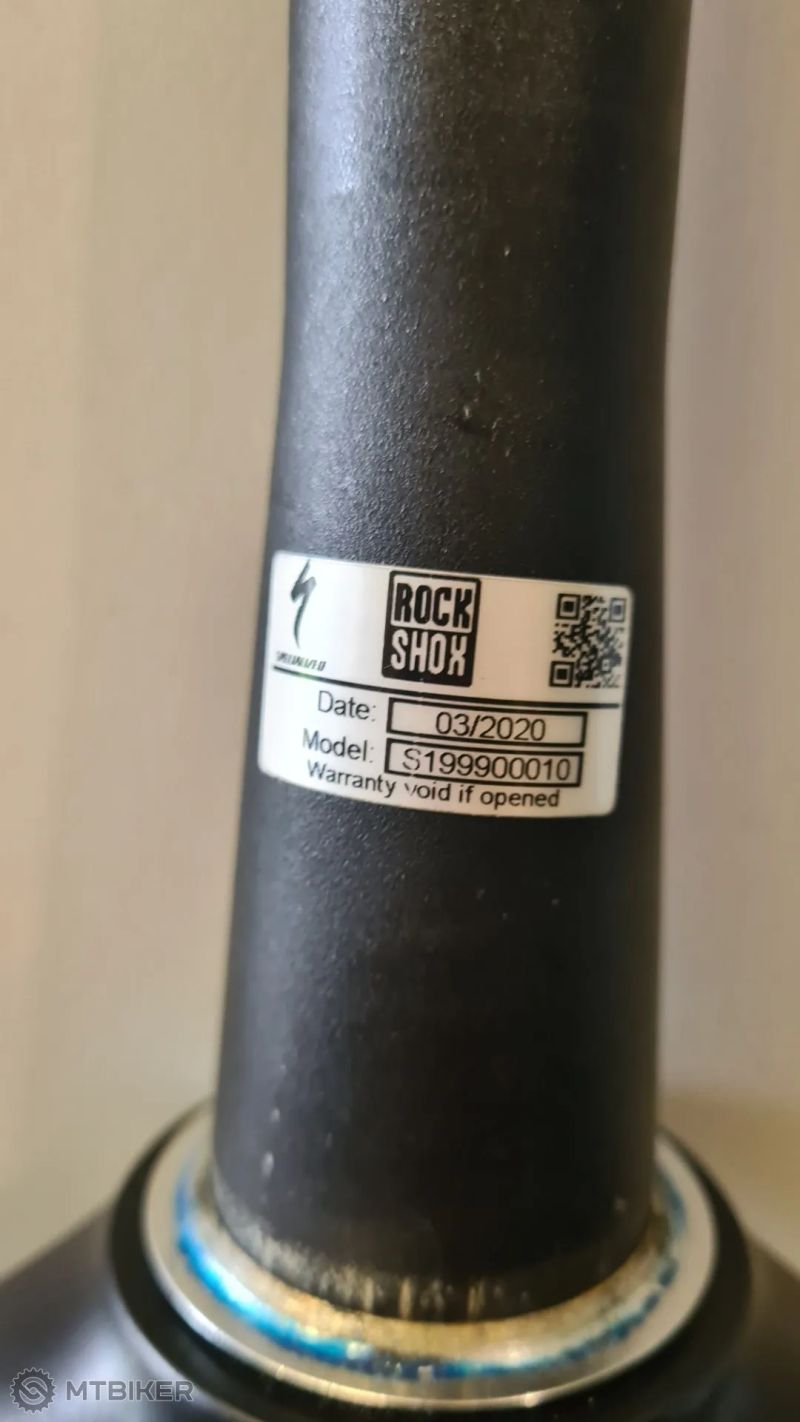 SPECIALIZED
ROCK
SHOX
Date: 03/2020
Model: S199900010
Warranty void if opened
MTBIKER